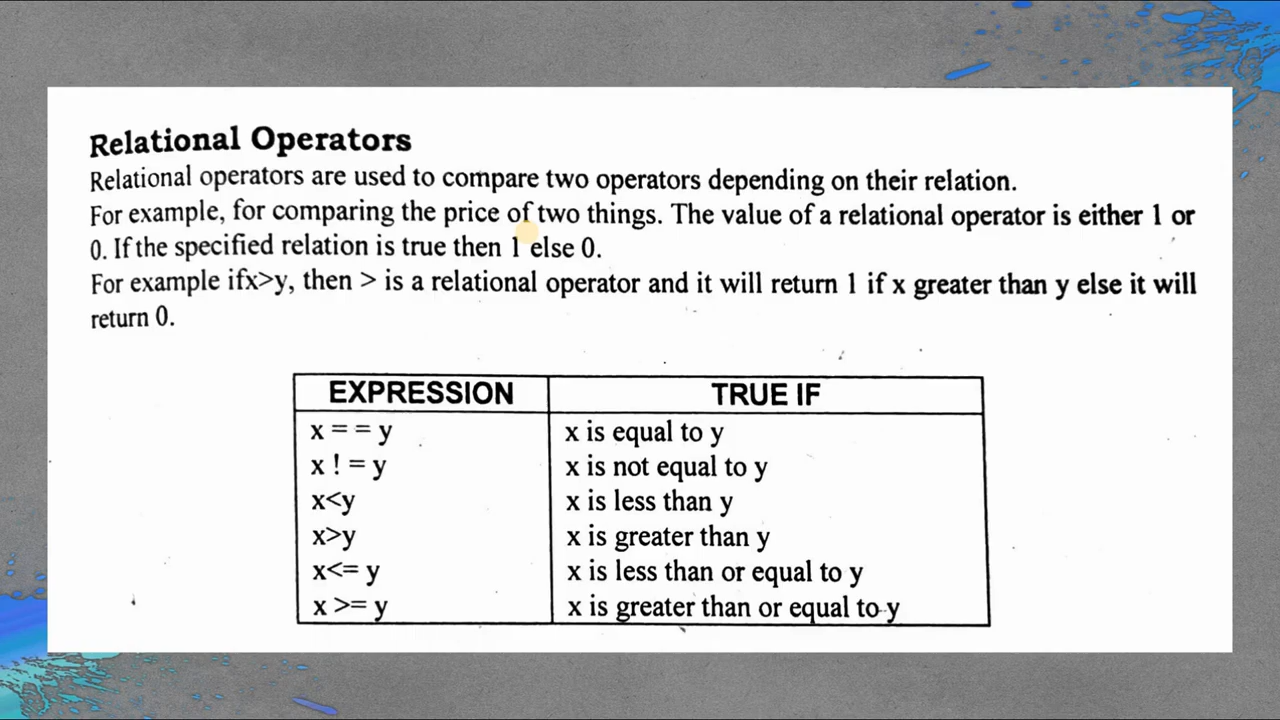 Relational Operators
Relational operators are used to compare two operators depending on their relation.
For example, for comparing the price of two things. The value of a relational operator is either 1 or
0. If the specified relation is true then 1 else 0.
For example ifx>y, then > is a relational operator and it will return 1 if x greater than y else it will
return 0.
EXPRESSION TRUE IF
x = = y x is equal to y
x ! = y x is not equal to y
x<y x is less than y
x>y x is greater than y
x<= y x is less than or equal to y
x >= y x is greater than or equal to y